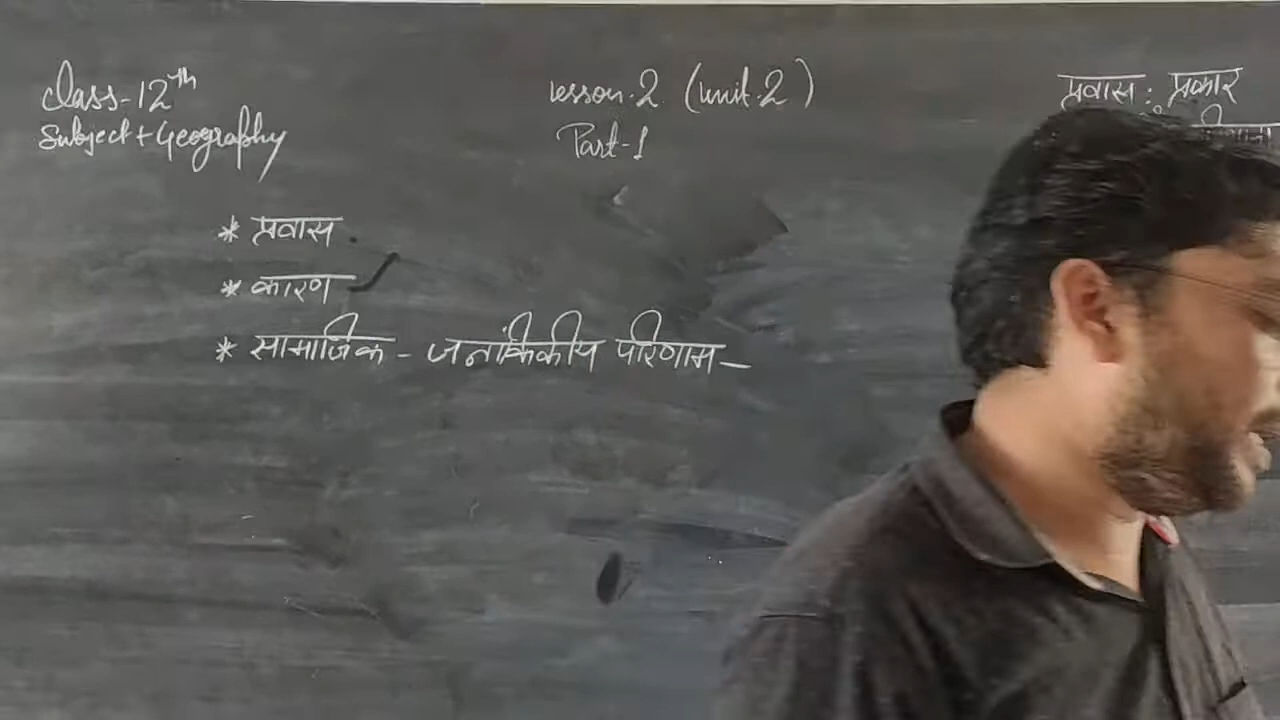 Class-12th
Subject + Geography
Lesson-2 (unit-2)
Part-1
प्रवास : प्रकार
* प्रवास
* कारण
* सामाजिक - जनांकिकीय परिणाम -